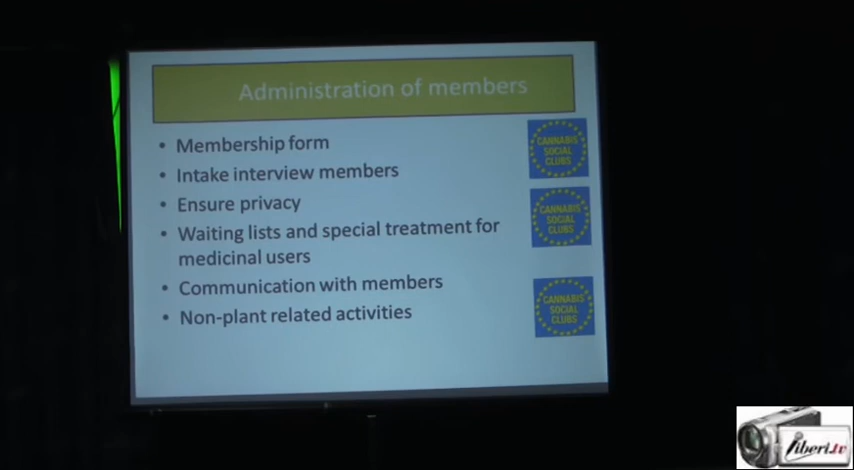 Administration of members
• Membership form
• Intake interview members
• Ensure privacy
• Waiting lists and special treatment for
medicinal users
• Communication with members
• Non-plant related activities
CANNABIS
SOCIAL
CLUBS
CANNABIS
SOCIAL
CLUBS
CANNABIS
SOCIAL
CLUBS
iberi.tv